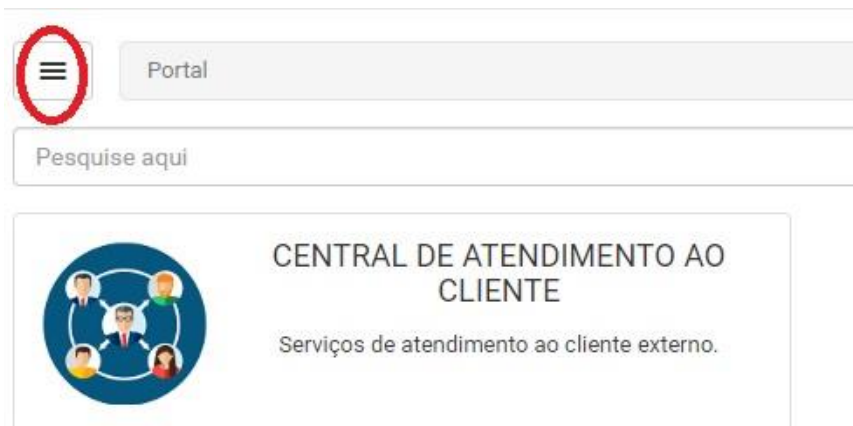 Portal
Pesquise aqui
CENTRAL DE ATENDIMENTO AO
CLIENTE
Serviços de atendimento ao cliente externo.